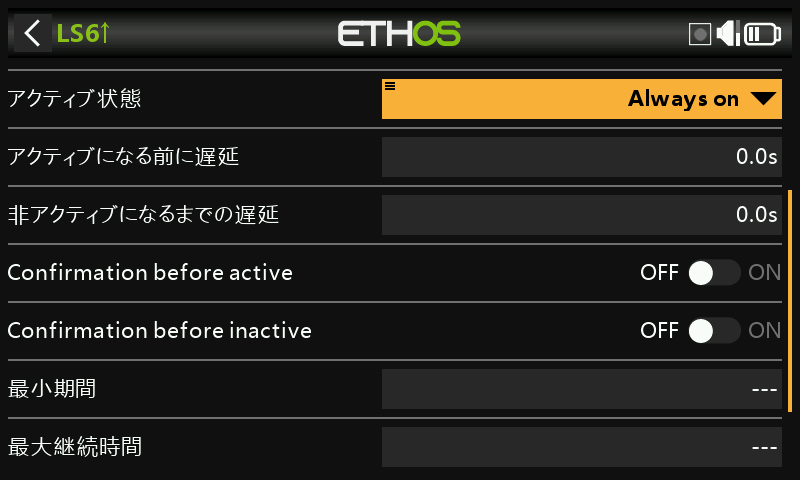 LS6↑
ETHOS
アクティブ状態
Always on
アクティブになる前に遅延
0.0s
非アクティブになるまでの遅延
0.0s
Confirmation before active
OFF ON
Confirmation before inactive
OFF ON
最小期間
---
最大継続時間
---